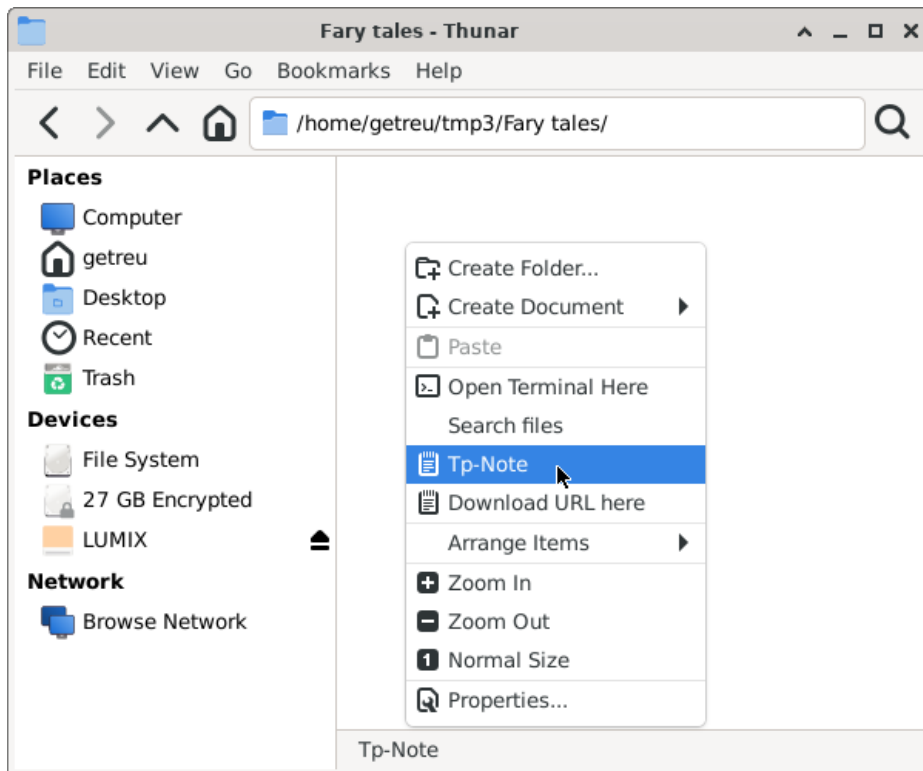 Fary tales - Thunar
File Edit View Go Bookmarks Help
/home/getreu/tmp3/Fary tales/
Places
Computer
getreu
Desktop
Recent
Trash
Devices
File System
27 GB Encrypted
LUMIX
Network
Browse Network
Create Folder...
Create Document
Paste
Open Terminal Here
Search files
Tp-Note
Download URL here
Arrange Items
Zoom In
Zoom Out
1 Normal Size
Properties...
Tp-Note